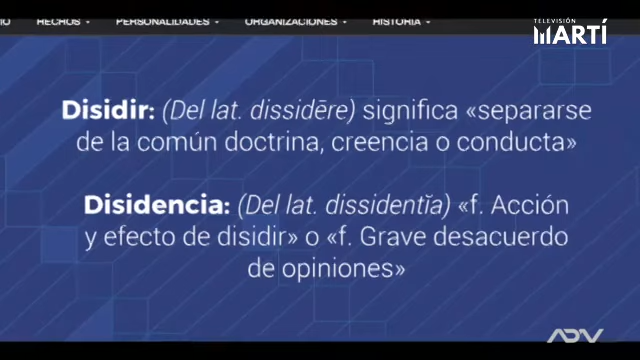 HECHOS
PERSONALIDADES
ORGANIZACIONES
HISTORIA
TELEVISIÓN
MARTÍ
Disidir: (Del lat. dissidēre) significa «separarse
de la común doctrina, creencia o conducta»
Disidencia: (Del lat. dissidentĭa) «f. Acción
y efecto de disidir» o «f. Grave desacuerdo
de opiniones»
ADN